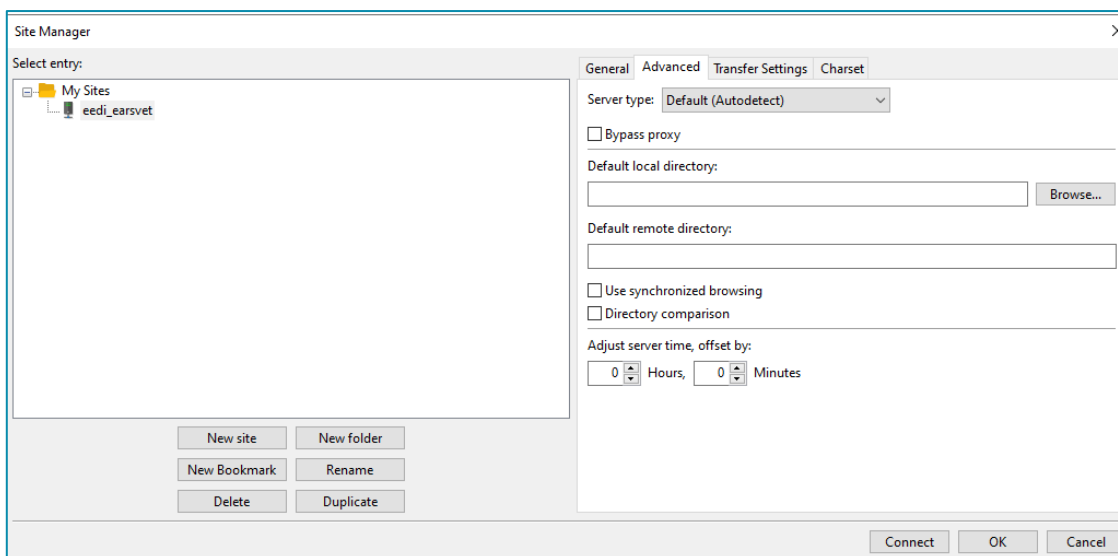 Site Manager
Select entry:
My Sites
eedi_earsvet
New site
New folder
New Bookmark
Rename
Delete
Duplicate
General Advanced Transfer Settings Charset
Server type: Default (Autodetect)
Bypass proxy
Default local directory:
Browse...
Default remote directory:
Use synchronized browsing
Directory comparison
Adjust server time, offset by:
0 Hours, 0 Minutes
Connect OK Cancel